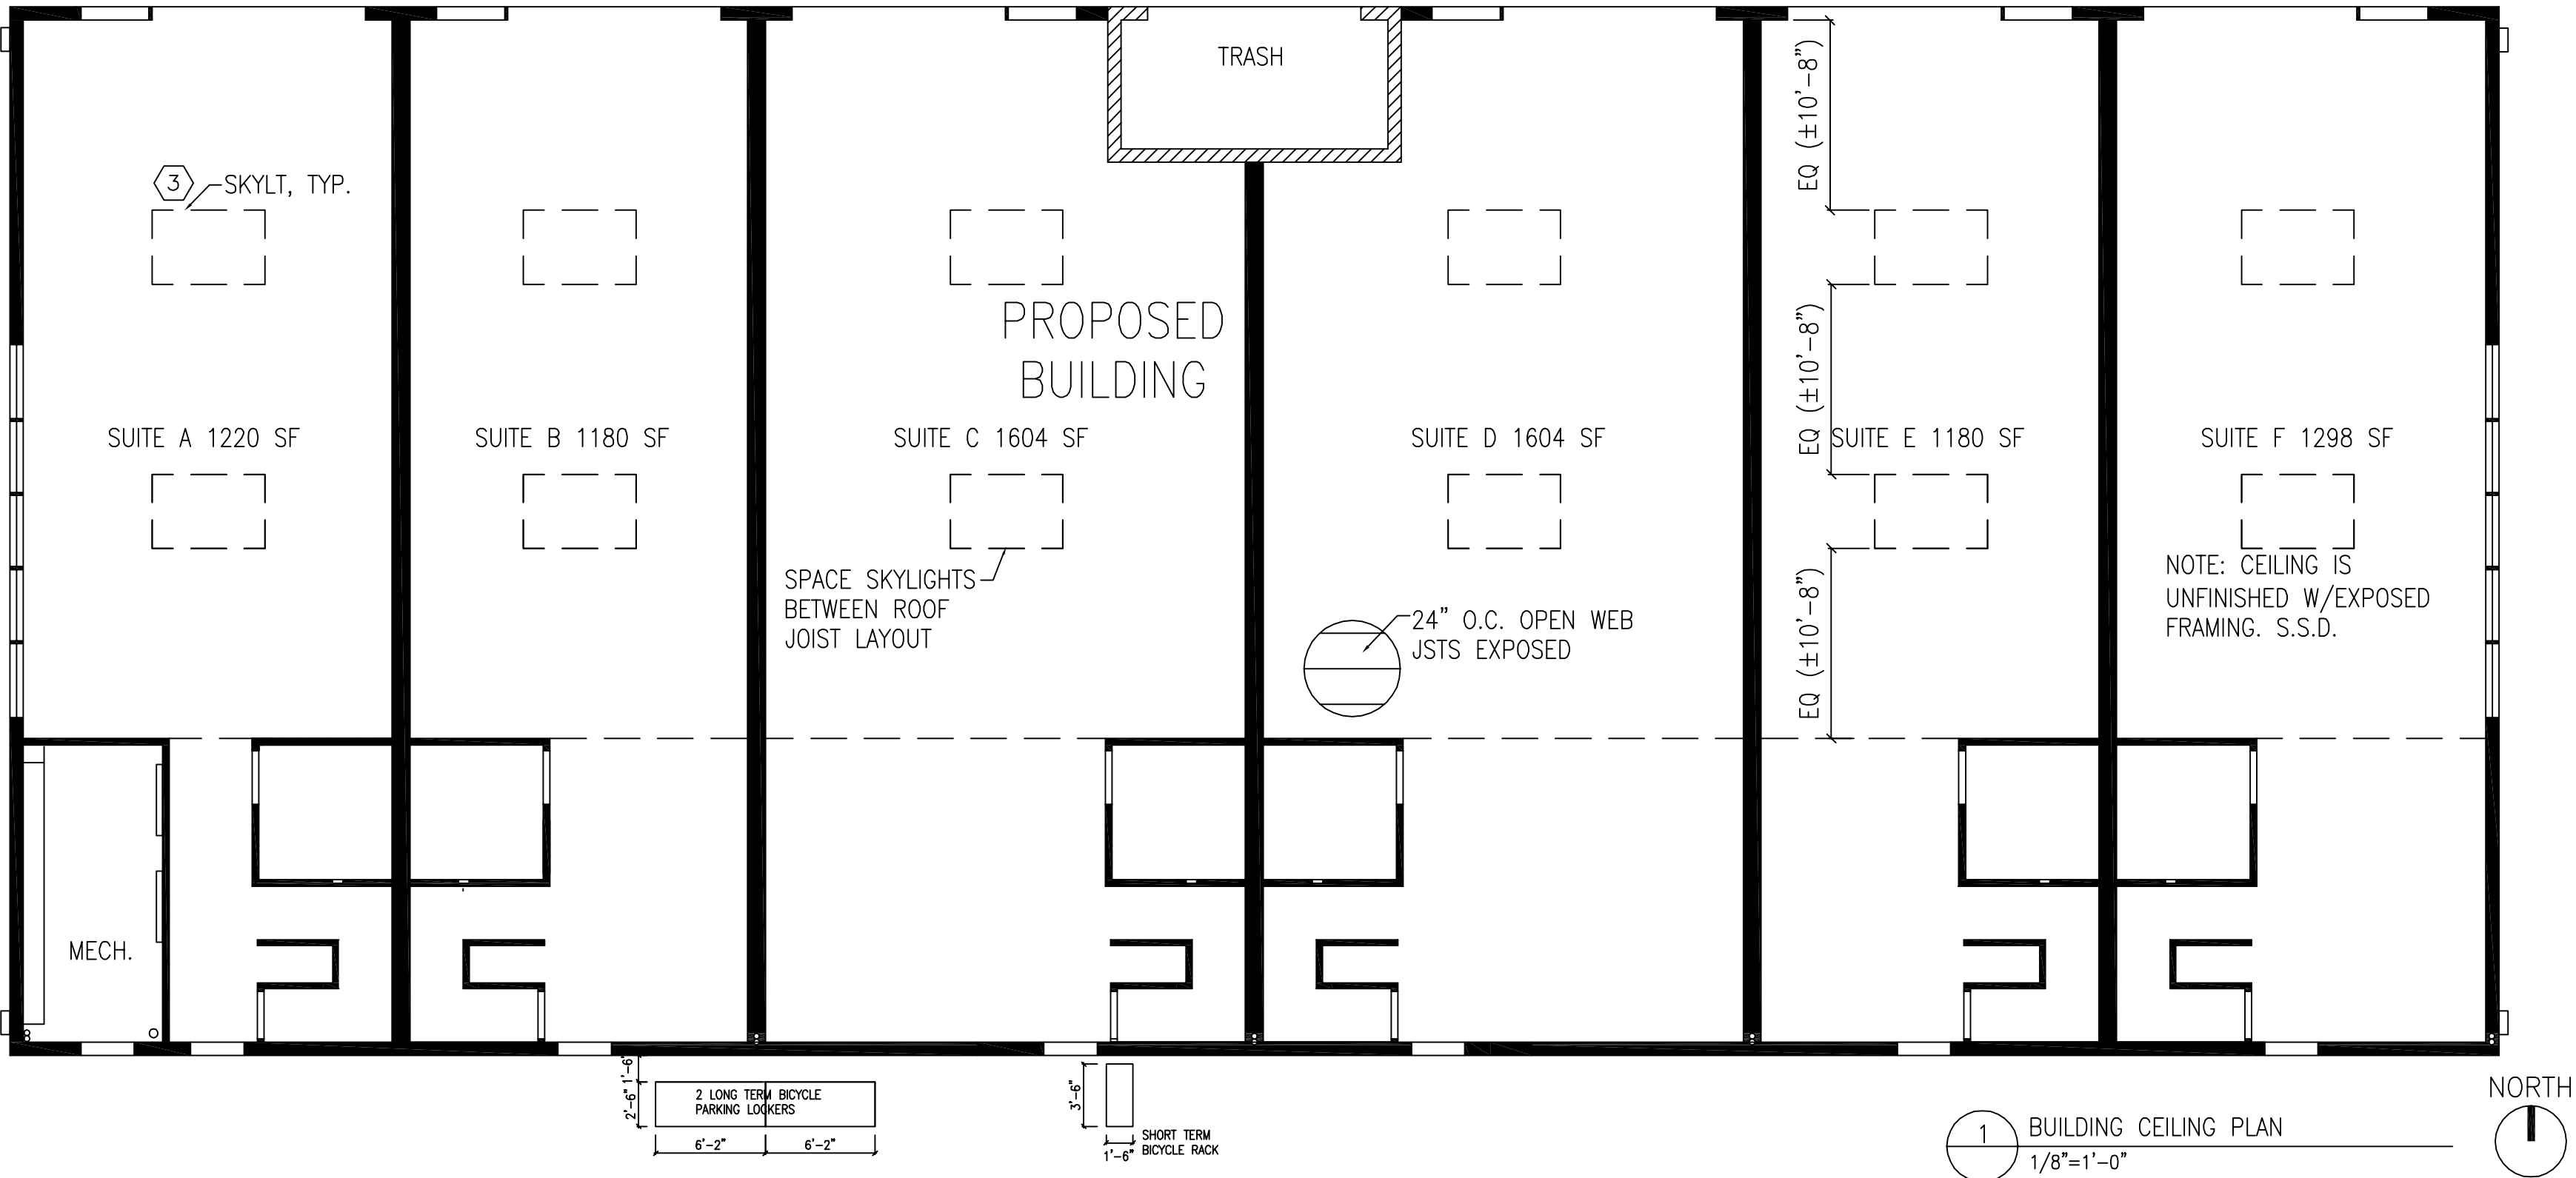 TRASH
EQ (±10'-8")
3
SKYLT, TYP.
PROPOSED
BUILDING
EQ (±10'-8")
SUITE A 1220 SF
SUITE B 1180 SF
SUITE C 1604 SF
SUITE D 1604 SF
SUITE E 1180 SF
SUITE F 1298 SF
SPACE SKYLIGHTS
BETWEEN ROOF
JOIST LAYOUT
24" O.C. OPEN WEB
JSTS EXPOSED
EQ (±10'-8")
NOTE: CEILING IS
UNFINISHED W/EXPOSED
FRAMING. S.S.D.
MECH.
1'-6"
2'-6"
2 LONG TERM BICYCLE
PARKING LOCKERS
6'-2"
6'-2"
3'-6"
1'-6"
SHORT TERM
BICYCLE RACK
1
BUILDING CEILING PLAN
1/8"=1'-0"
NORTH